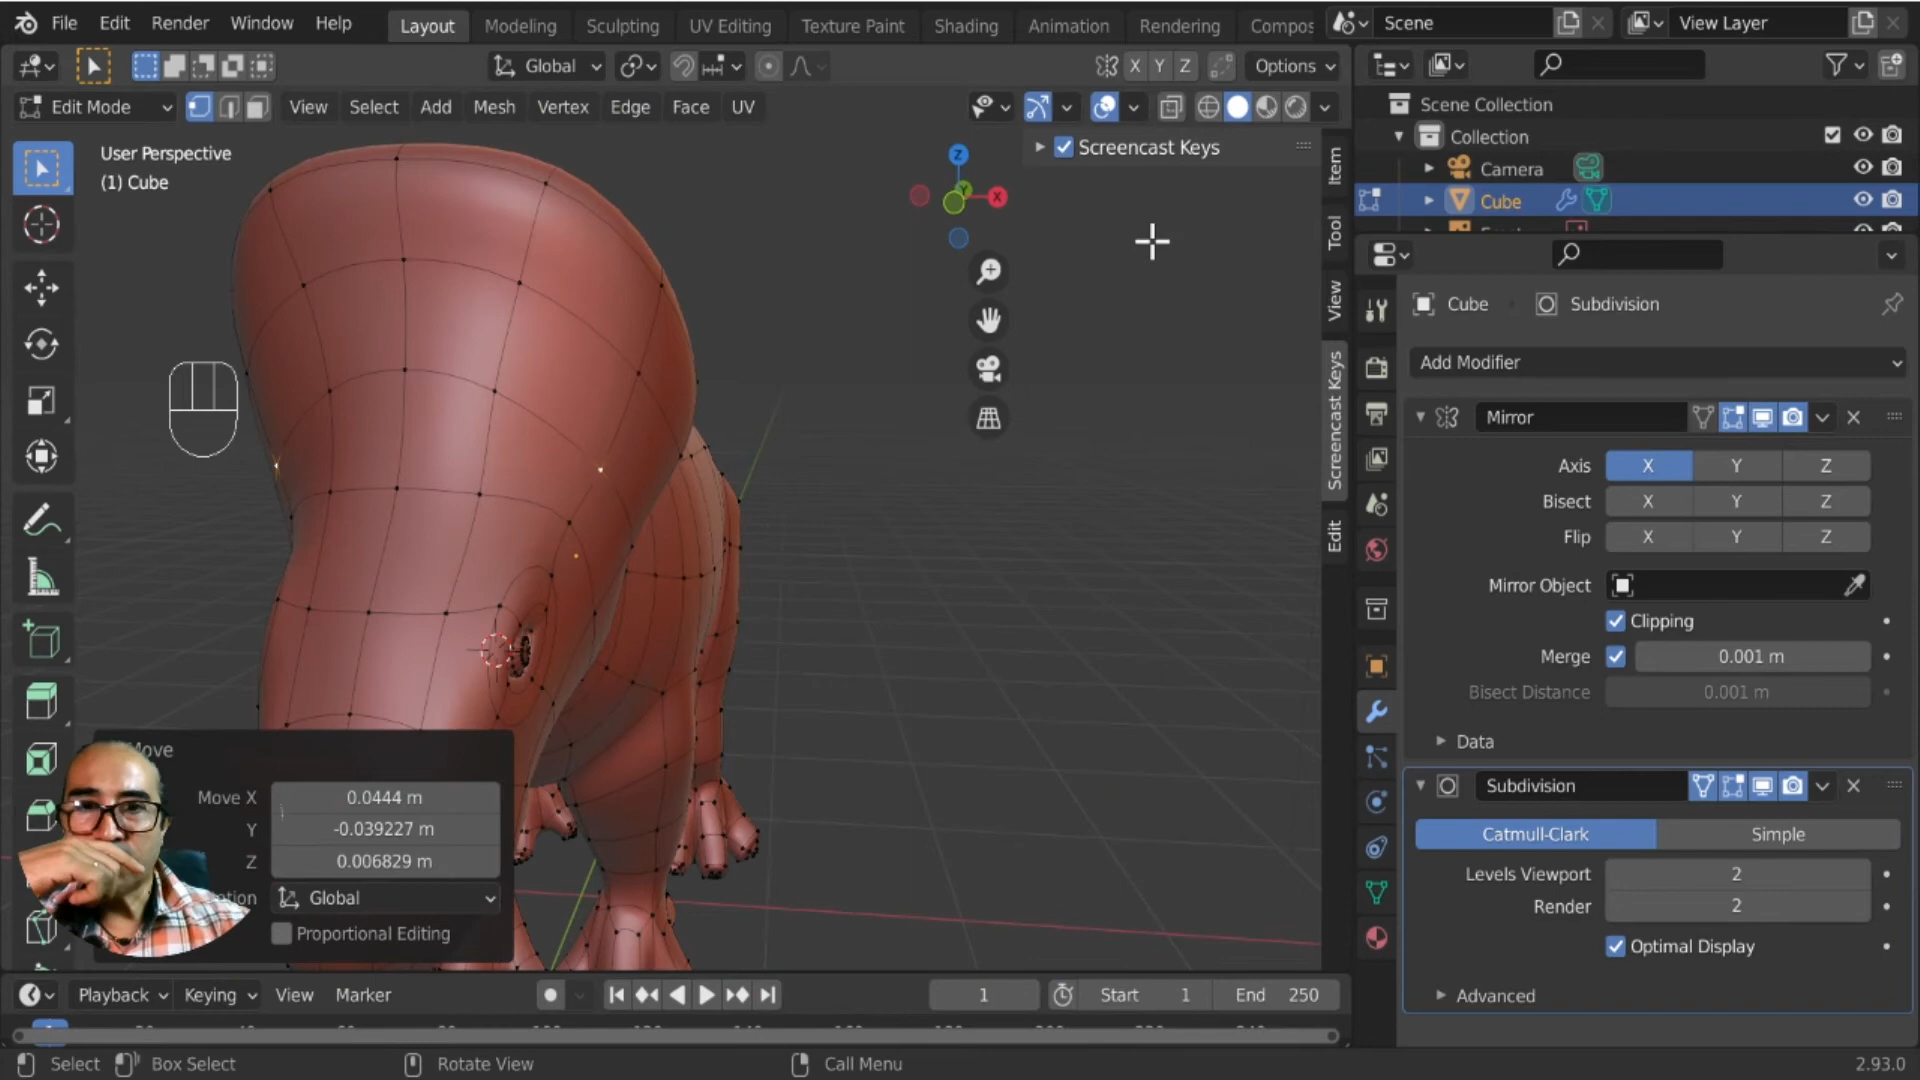 File Edit Render Window Help Layout Modeling Sculpting UV Editing Texture Paint Shading Animation Rendering Compos Scene View Layer
Global X Y Z Options
Edit Mode View Select Add Mesh Vertex Edge Face UV
Scene Collection
Collection
Camera
Cube
User Perspective
(1) Cube
Screencast Keys
Z
Y
X
Item
Tool
View
Screencast Keys
Edit
Cube Subdivision
Add Modifier
Mirror
Axis X Y Z
Bisect X Y Z
Flip X Y Z
Mirror Object
Clipping
Merge 0.001 m
Bisect Distance 0.001 m
Data
Subdivision
Catmull-Clark Simple
Levels Viewport 2
Render 2
Optimal Display
Advanced
Move
Move X 0.0444 m
Y -0.039227 m
Z 0.006829 m
Global
Proportional Editing
Playback Keying View Marker 1 Start 1 End 250
Select Box Select Rotate View Call Menu 2.93.0